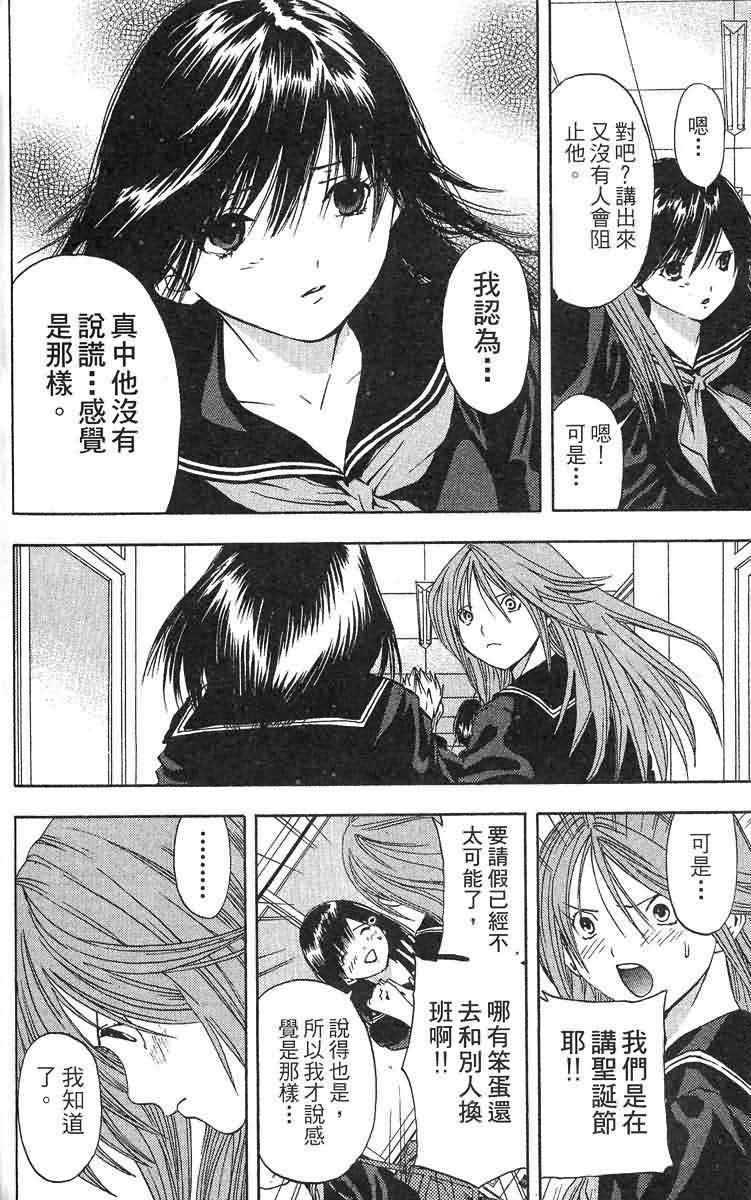 嗯⋯
對吧？講出來
又沒有人會阻
止他。
嗯！
可是⋯
我認為⋯
真中他沒有
說謊⋯感覺
是那樣。
可是⋯
我們是在
講聖誕節
耶!!
要請假已經不
太可能了，
哪有笨蛋還
去和別人換
班啊!!
說得也是，
所以我才說感
覺是那樣⋯
⋯⋯⋯
我知道
了。